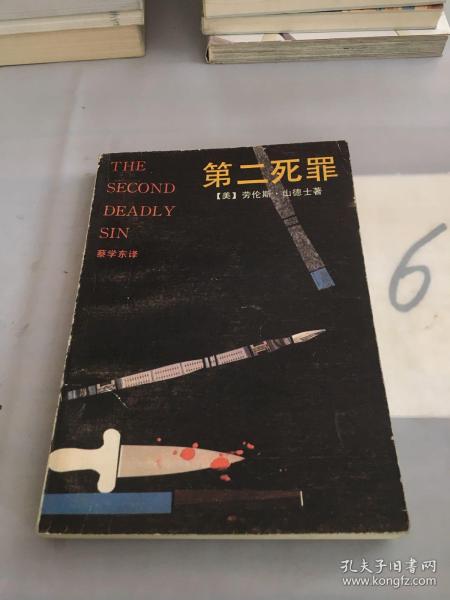 THE
SECOND
DEADLY
SIN
蔡学东译
第二死罪
【美】劳伦斯·山德士著
6
孔夫子旧书网
www.kongfz.com